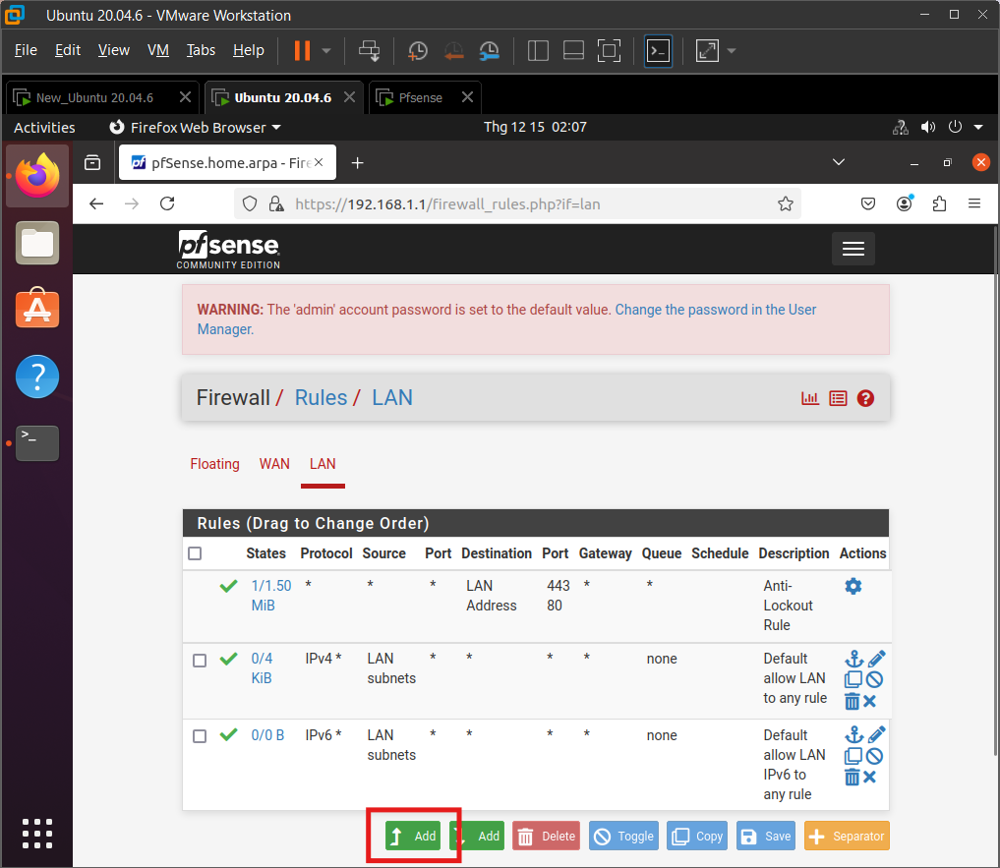 Ubuntu 20.04.6 - VMware Workstation
File Edit View VM Tabs Help
New_Ubuntu 20.04.6 Ubuntu 20.04.6 Pfsense
Activities Firefox Web Browser Thg 12 15 02:07
pfSense.home.arpa - Fire
https://192.168.1.1/firewall_rules.php?if=lan
pfsense
COMMUNITY EDITION
WARNING: The 'admin' account password is set to the default value. Change the password in the User
Manager.
Firewall / Rules / LAN
Floating WAN LAN
Rules (Drag to Change Order)
States Protocol Source Port Destination Port Gateway Queue Schedule Description Actions
1/1.50 * * * LAN 443 * * Anti-
MiB Address 80 Lockout
Rule
0/4 IPv4 * LAN * * * * none Default
KiB subnets allow LAN
to any rule
0/0 B IPv6 * LAN * * * * none Default
subnets allow LAN
IPv6 to
any rule
Add Add Delete Toggle Copy Save Separator